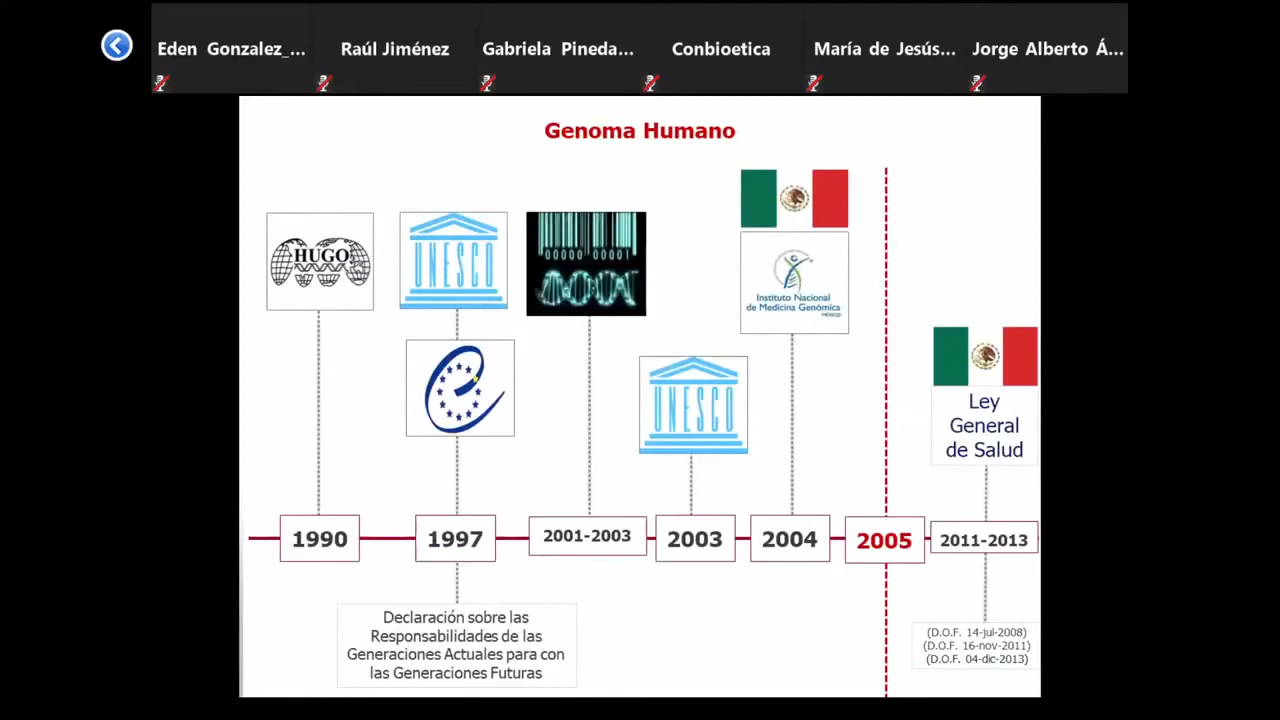 Eden Gonzalez_...
Raúl Jiménez
Gabriela Pineda...
Conbioetica
María de Jesús...
Jorge Alberto Á...
Genoma Humano
HUGO
UNESCO
00000 00001
UNESCO
Instituto Nacional
de Medicina Genómica
MÉXICO
Ley
General
de Salud
1990
1997
2001-2003
2003
2004
2005
2011-2013
Declaración sobre las
Responsabilidades de las
Generaciones Actuales para con
las Generaciones Futuras
(D.O.F. 14-jul-2008)
(D.O.F. 16-nov-2011)
(D.O.F. 04-dic-2013)